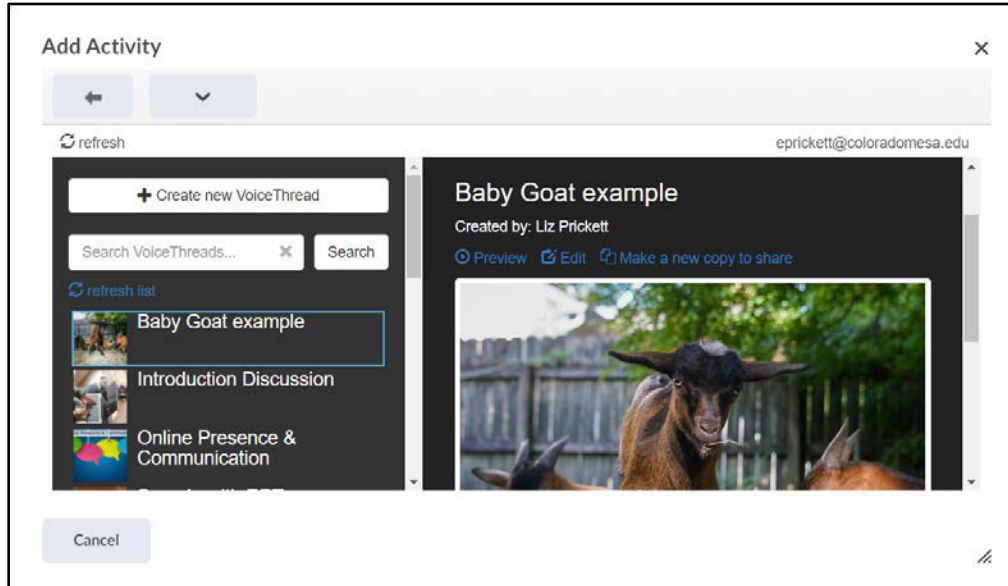 Add Activity
refresh
eprickett@coloradomesa.edu
Create new VoiceThread
Search VoiceThreads...
Search
refresh list
Baby Goat example
Introduction Discussion
Online Presence &
Communication
Baby Goat example
Created by: Liz Prickett
Preview Edit Make a new copy to share
Cancel